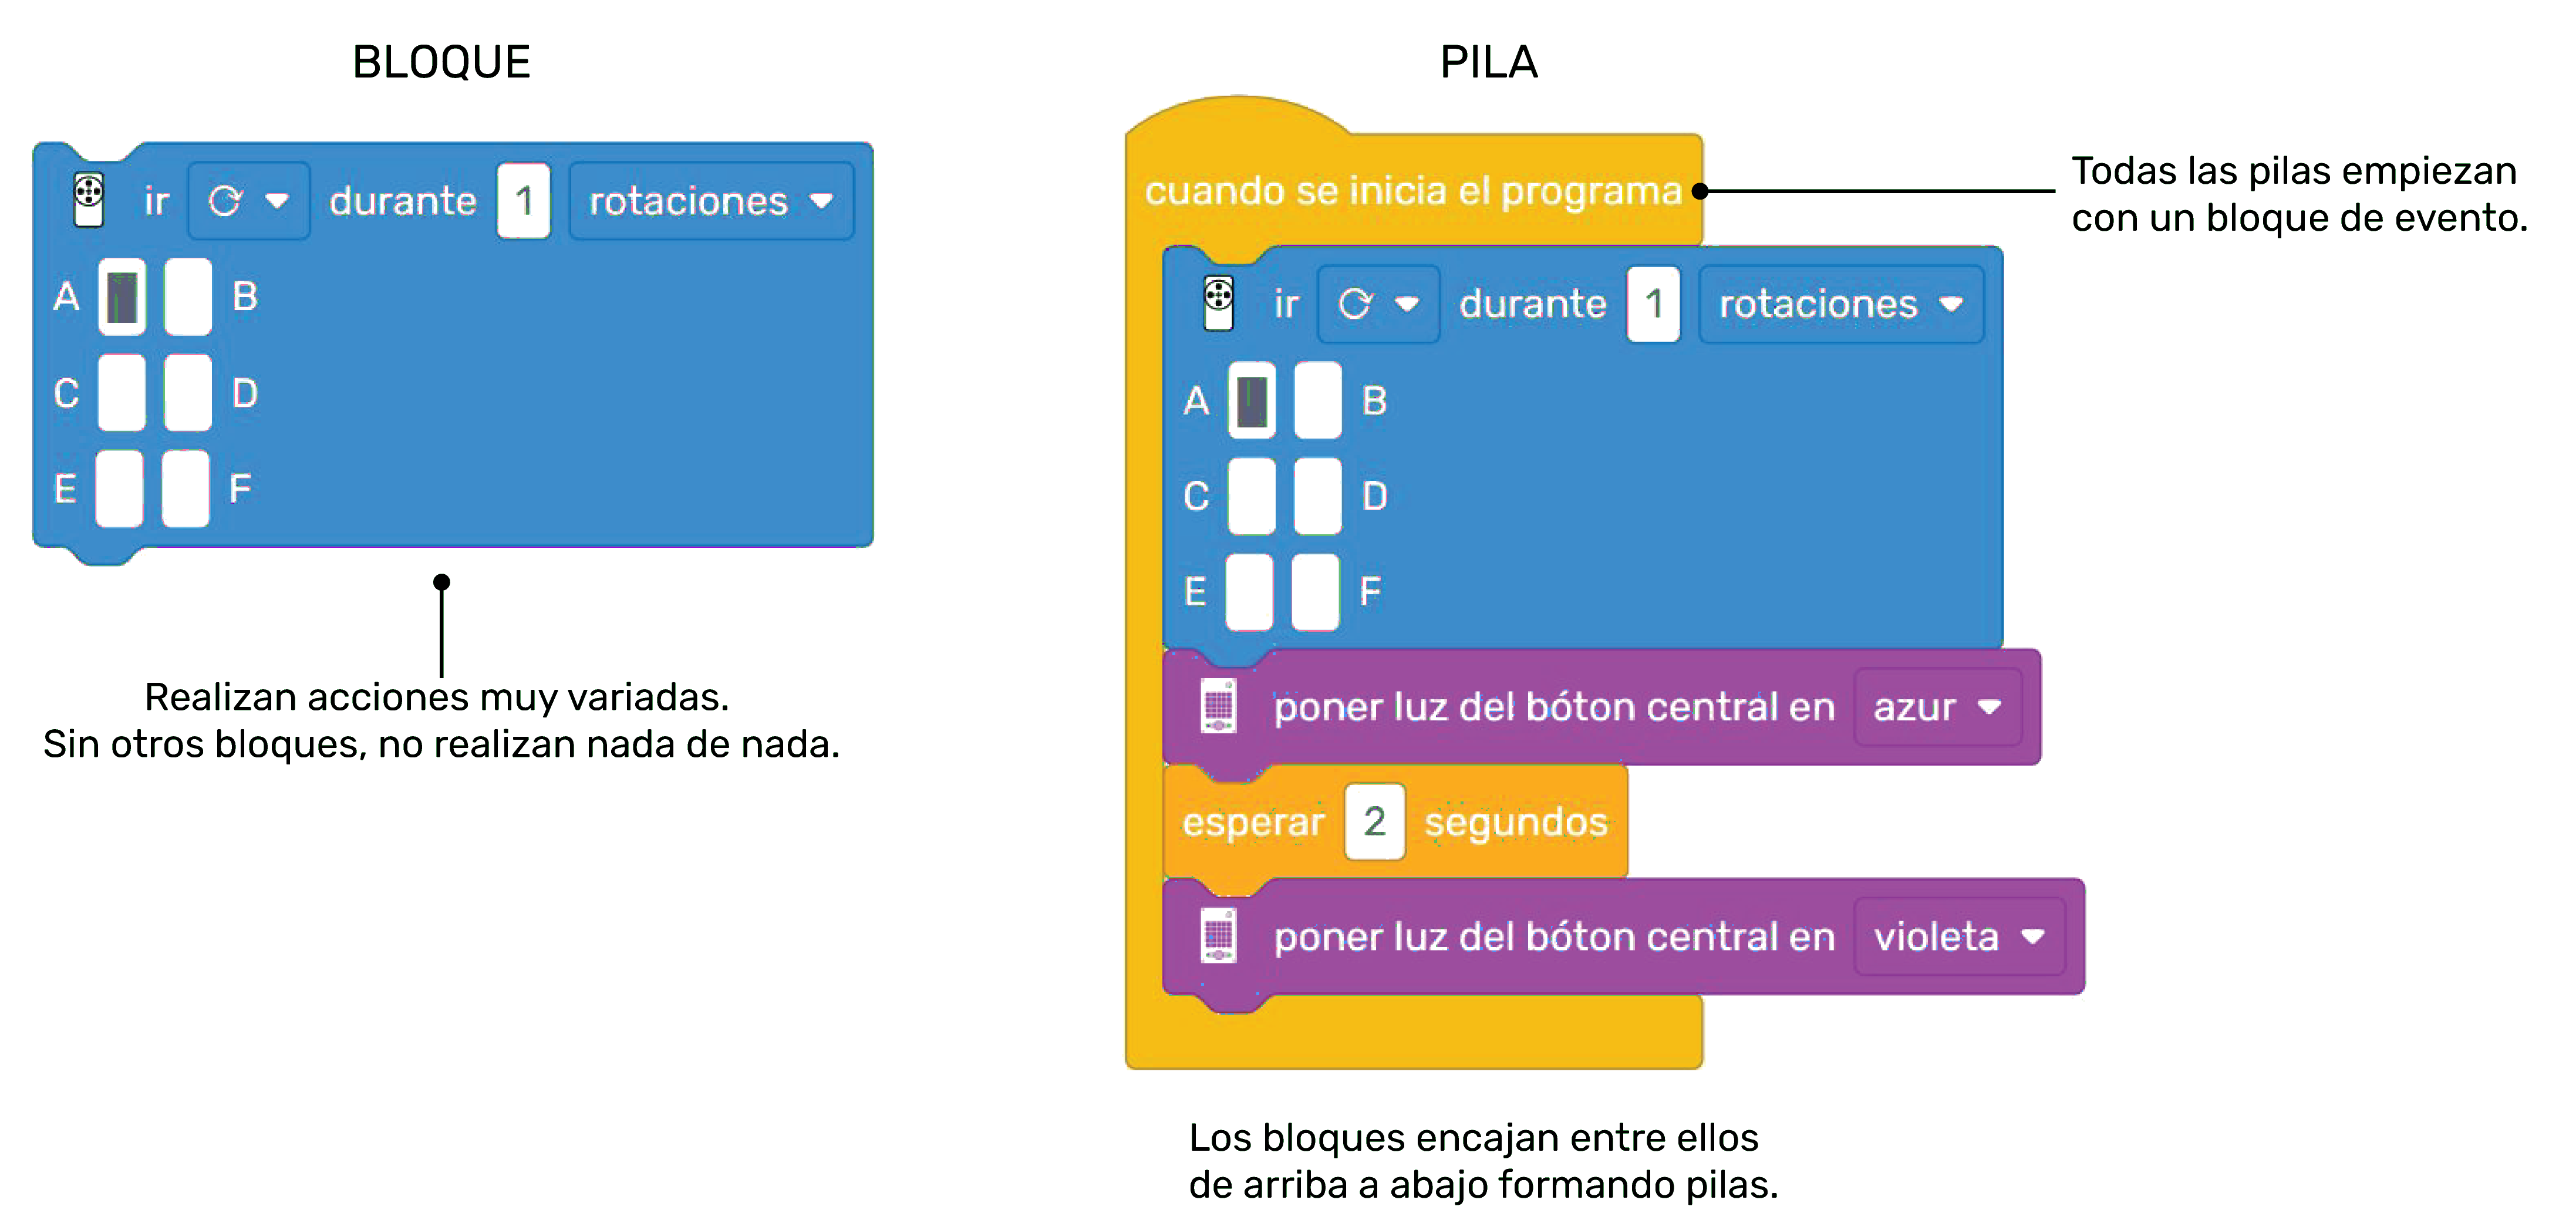 BLOQUE
ir durante 1 rotaciones
A B
C D
E F
Realizan acciones muy variadas.
Sin otros bloques, no realizan nada de nada.
PILA
cuando se inicia el programa
Todas las pilas empiezan
con un bloque de evento.
ir durante 1 rotaciones
A B
C D
E F
poner luz del bóton central en azur
esperar 2 segundos
poner luz del bóton central en violeta
Los bloques encajan entre ellos
de arriba a abajo formando pilas.